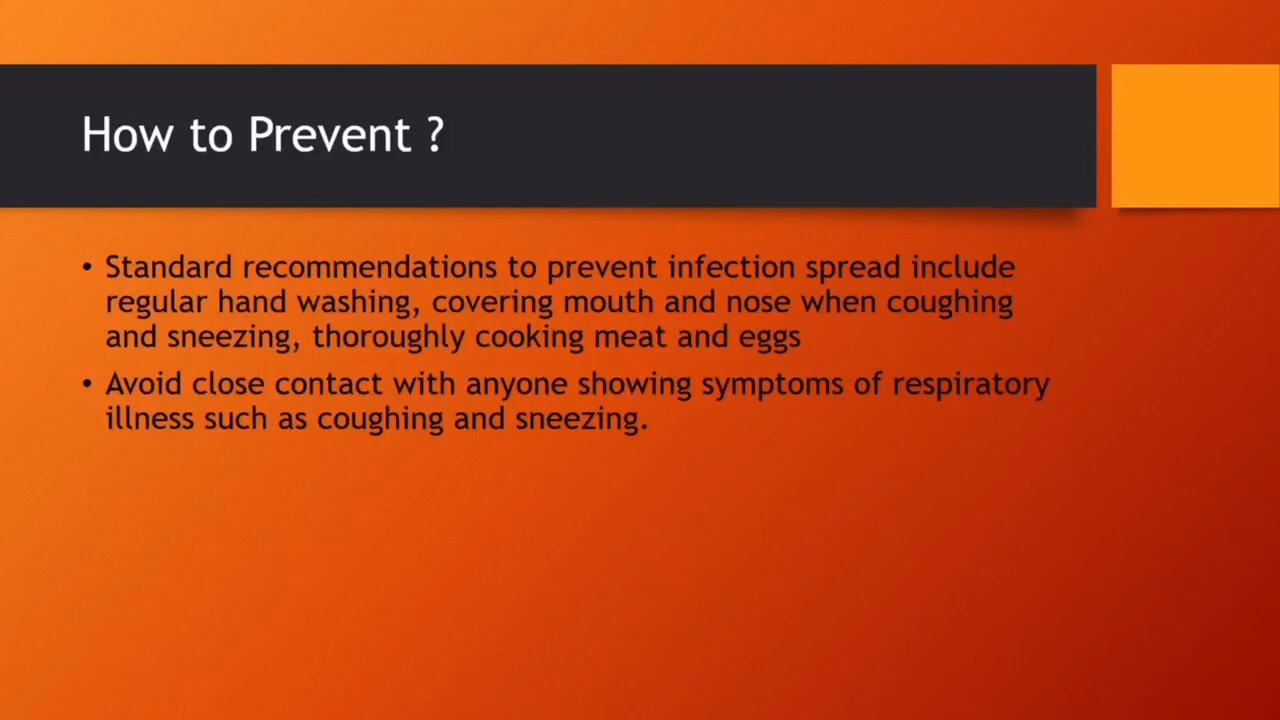 How to Prevent ?
• Standard recommendations to prevent infection spread include
regular hand washing, covering mouth and nose when coughing
and sneezing, thoroughly cooking meat and eggs
• Avoid close contact with anyone showing symptoms of respiratory
illness such as coughing and sneezing.